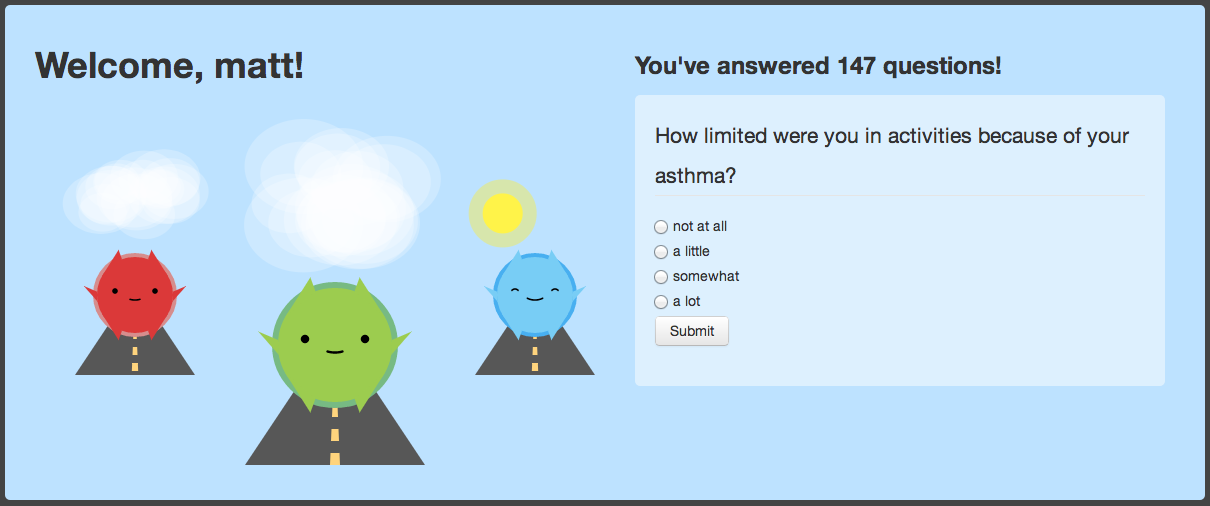 Welcome, matt!
You've answered 147 questions!
How limited were you in activities because of your
asthma?
not at all
a little
somewhat
a lot
Submit